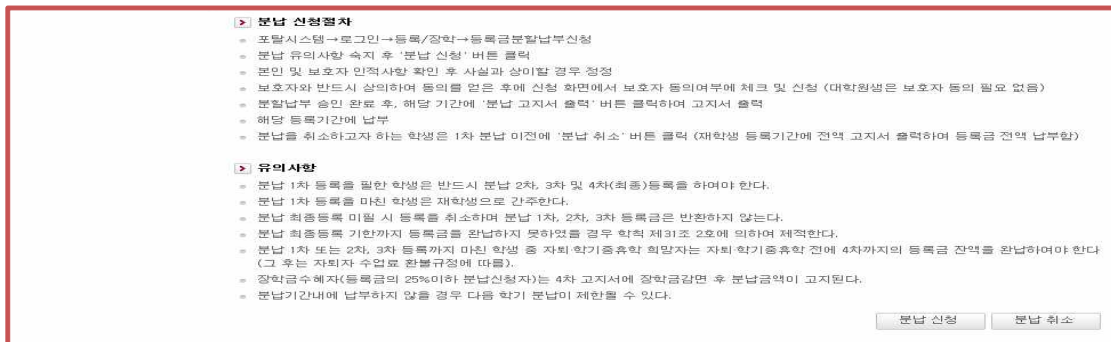 분납 신청절차
포탈시스템→로그인→등록/장학→등록금분할납부신청
분납 유의사항 숙지 후 '분납 신청' 버튼 클릭
본인 및 보호자 인적사항 확인 후 사실과 상이할 경우 정정
보호자와 반드시 상의하여 동의를 얻은 후에 신청 화면에서 보호자 동의여부에 체크 및 신청 (대학원생은 보호자 동의 필요 없음)
분할납부 승인 완료 후, 해당 기간에 '분납 고지서 출력' 버튼 클릭하여 고지서 출력
해당 등록기간에 납부
분납을 취소하고자 하는 학생은 1차 분납 이전에 '분납 취소' 버튼 클릭 (재학생 등록기간에 전액 고지서 출력하여 등록금 전액 납부함)
유의사항
분납 1차 등록을 필한 학생은 반드시 분납 2차, 3차 및 4차(최종)등록을 하여야 한다.
분납 1차 등록을 마친 학생은 재학생으로 간주한다.
분납 최종등록 미필 시 등록을 취소하며 분납 1차, 2차, 3차 등록금은 반환하지 않는다.
분납 최종등록 기한까지 등록금을 완납하지 못하였을 경우 학칙 제31조 2호에 의하여 제적한다.
분납 1차 또는 2차, 3차 등록까지 마친 학생 중 자퇴·학기중휴학 희망자는 자퇴·학기중휴학 전에 4차까지의 등록금 잔액을 완납하여야 한다
(그 후는 자퇴자 수업료 환불규정에 따름).
장학금수혜자(등록금의 25%이하 분납신청자)는 4차 고지서에 장학금감면 후 분납금액이 고지된다.
분납기간내에 납부하지 않을 경우 다음 학기 분납이 제한될 수 있다.
분납 신청 분납 취소